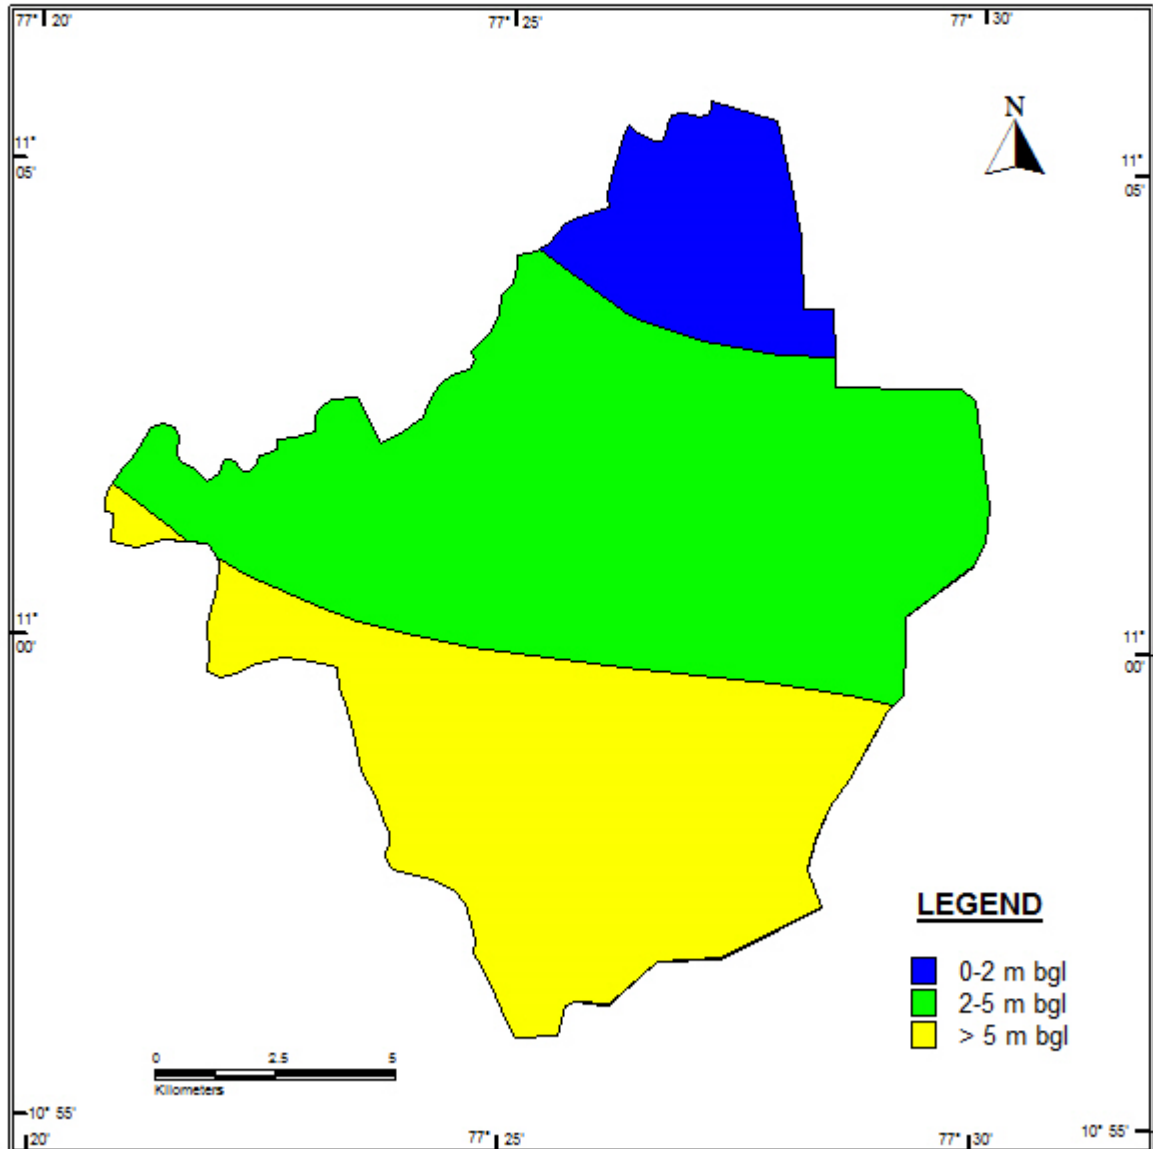 77° 20' 77° 25' 77° 30'
N
11°
05'
11°
05'
11°
00'
11°
00'
LEGEND
0-2 m bgl
2-5 m bgl
> 5 m bgl
0 2.5 5
Kilometers
10° 55' 10° 55'
20' 77° 25' 77° 30'